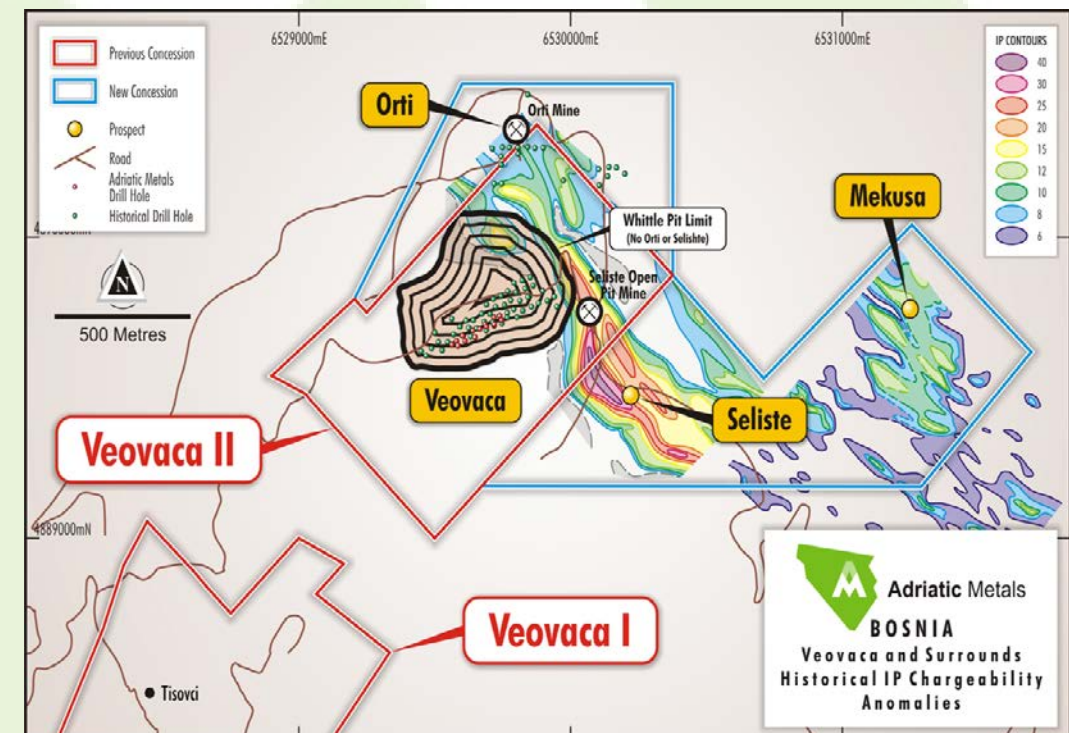 6529000mE
6530000mE
6531000mE
Previous Concession
New Concession
Prospect
Road
Adriatic Metals
Drill Hole
Historical Drill Hole
IP CONTOURS
40
30
25
20
15
12
10
8
6
Orti
Orti Mine
Mekusa
Whittle Pit Limit
(No Orti or Selishte)
Seliste Open
Pit Mine
N
500 Metres
Veovaca
Seliste
Veovaca II
4889000mN
Veovaca I
Tisovci
Adriatic Metals
BOSNIA
Veovaca and Surrounds
Historical IP Chargeability
Anomalies